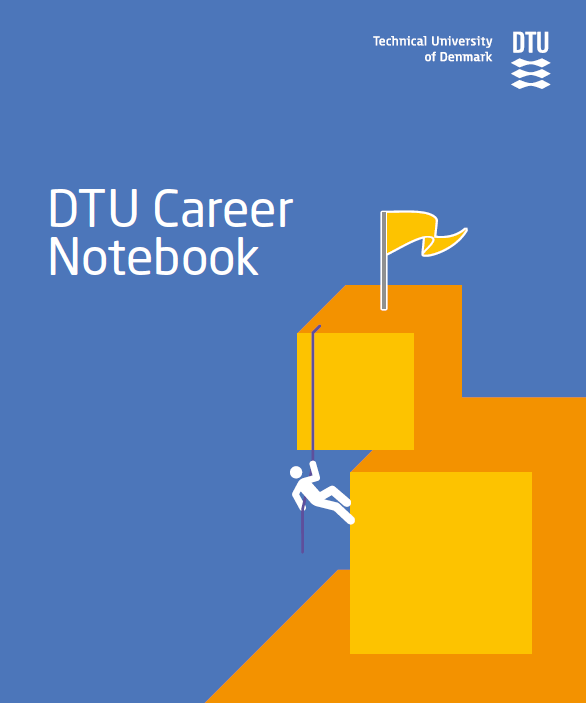 Technical University
of Denmark
DTU
DTU Career
Notebook